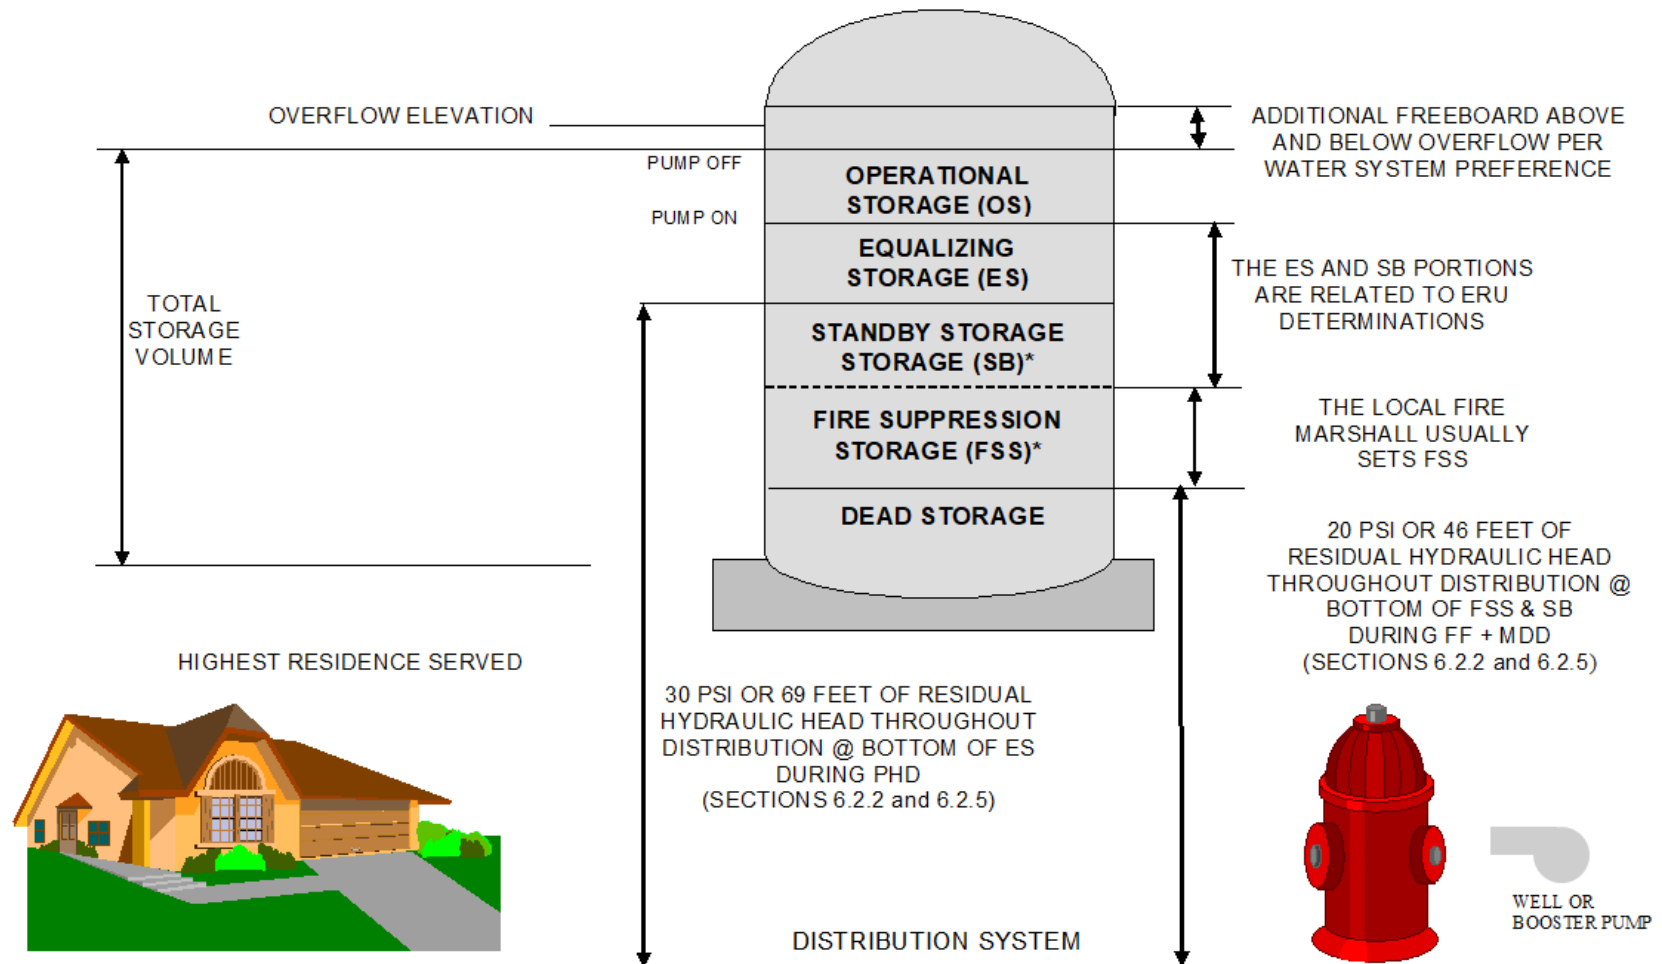 OVERFLOW ELEVATION
ADDITIONAL FREEBOARD ABOVE
AND BELOW OVERFLOW PER
WATER SYSTEM PREFERENCE
PUMP OFF
OPERATIONAL
STORAGE (OS)
PUMP ON
EQUALIZING
STORAGE (ES)
THE ES AND SB PORTIONS
ARE RELATED TO ERU
DETERMINATIONS
TOTAL
STORAGE
VOLUME
STANDBY STORAGE
STORAGE (SB)*
FIRE SUPPRESSION
STORAGE (FSS)*
THE LOCAL FIRE
MARSHALL USUALLY
SETS FSS
DEAD STORAGE
20 PSI OR 46 FEET OF
RESIDUAL HYDRAULIC HEAD
THROUGHOUT DISTRIBUTION @
BOTTOM OF FSS & SB
DURING FF + MDD
(SECTIONS 6.2.2 and 6.2.5)
HIGHEST RESIDENCE SERVED
30 PSI OR 69 FEET OF RESIDUAL
HYDRAULIC HEAD THROUGHOUT
DISTRIBUTION @ BOTTOM OF ES
DURING PHD
(SECTIONS 6.2.2 and 6.2.5)
WELL OR
BOOSTER PUMP
DISTRIBUTION SYSTEM